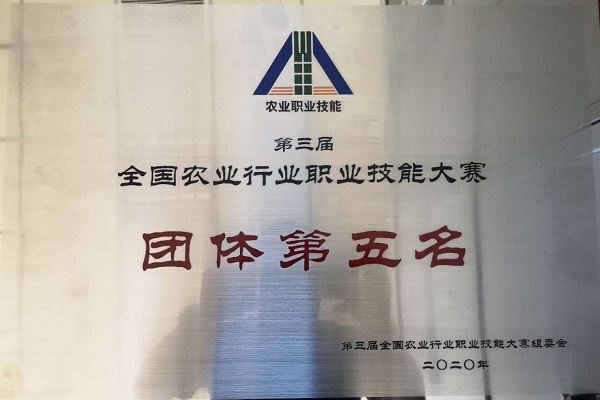 农业职业技能
第三届
全国农业行业职业技能大赛
团体第五名
第三届全国农业行业职业技能大赛组委会
二〇二〇年